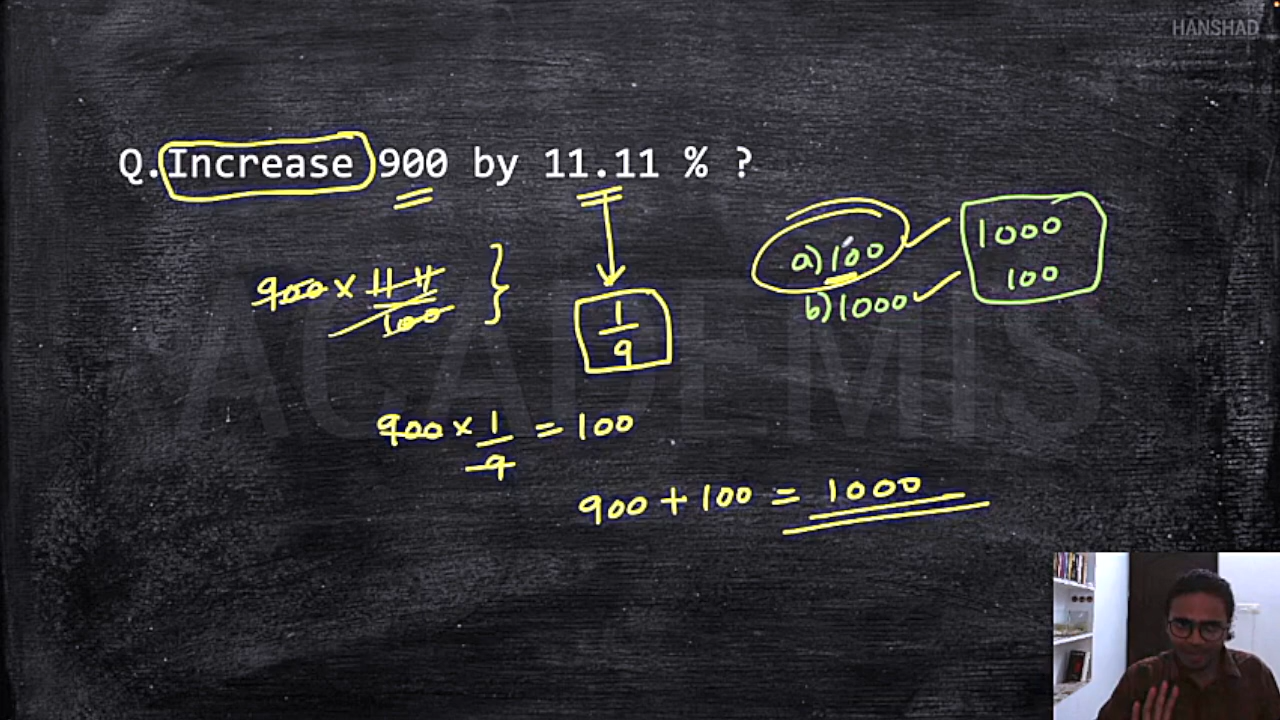 HANSHAD
Q.Increase 900 by 11.11 % ?
a)100
1000
b)1000
100
900 × 11.11
100
1
9
900 × 1 = 100
9
900 + 100 = 1000
ACADEMIS